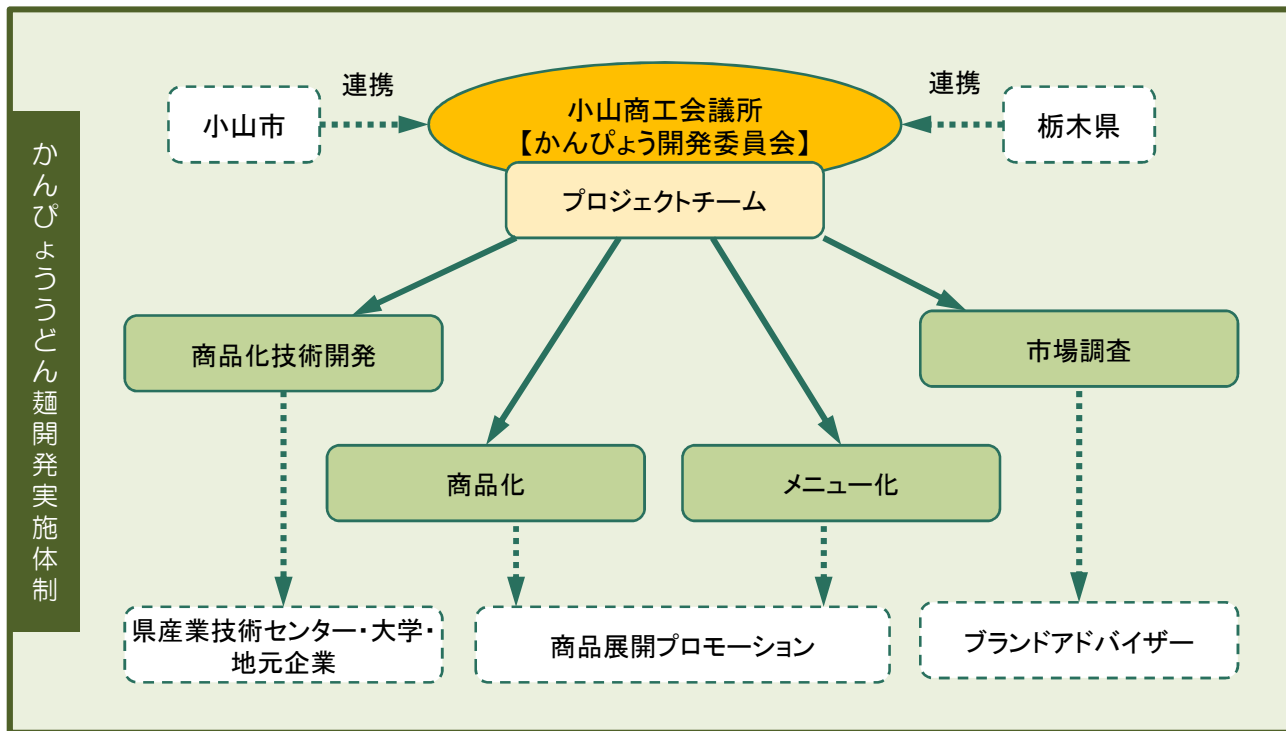 かんぴょううどん麺開発実施体制
連携
連携
小山市
小山商工会議所
【かんぴょう開発委員会】
栃木県
プロジェクトチーム
商品化技術開発
市場調査
商品化
メニュー化
県産業技術センター・大学・
地元企業
商品展開プロモーション
ブランドアドバイザー